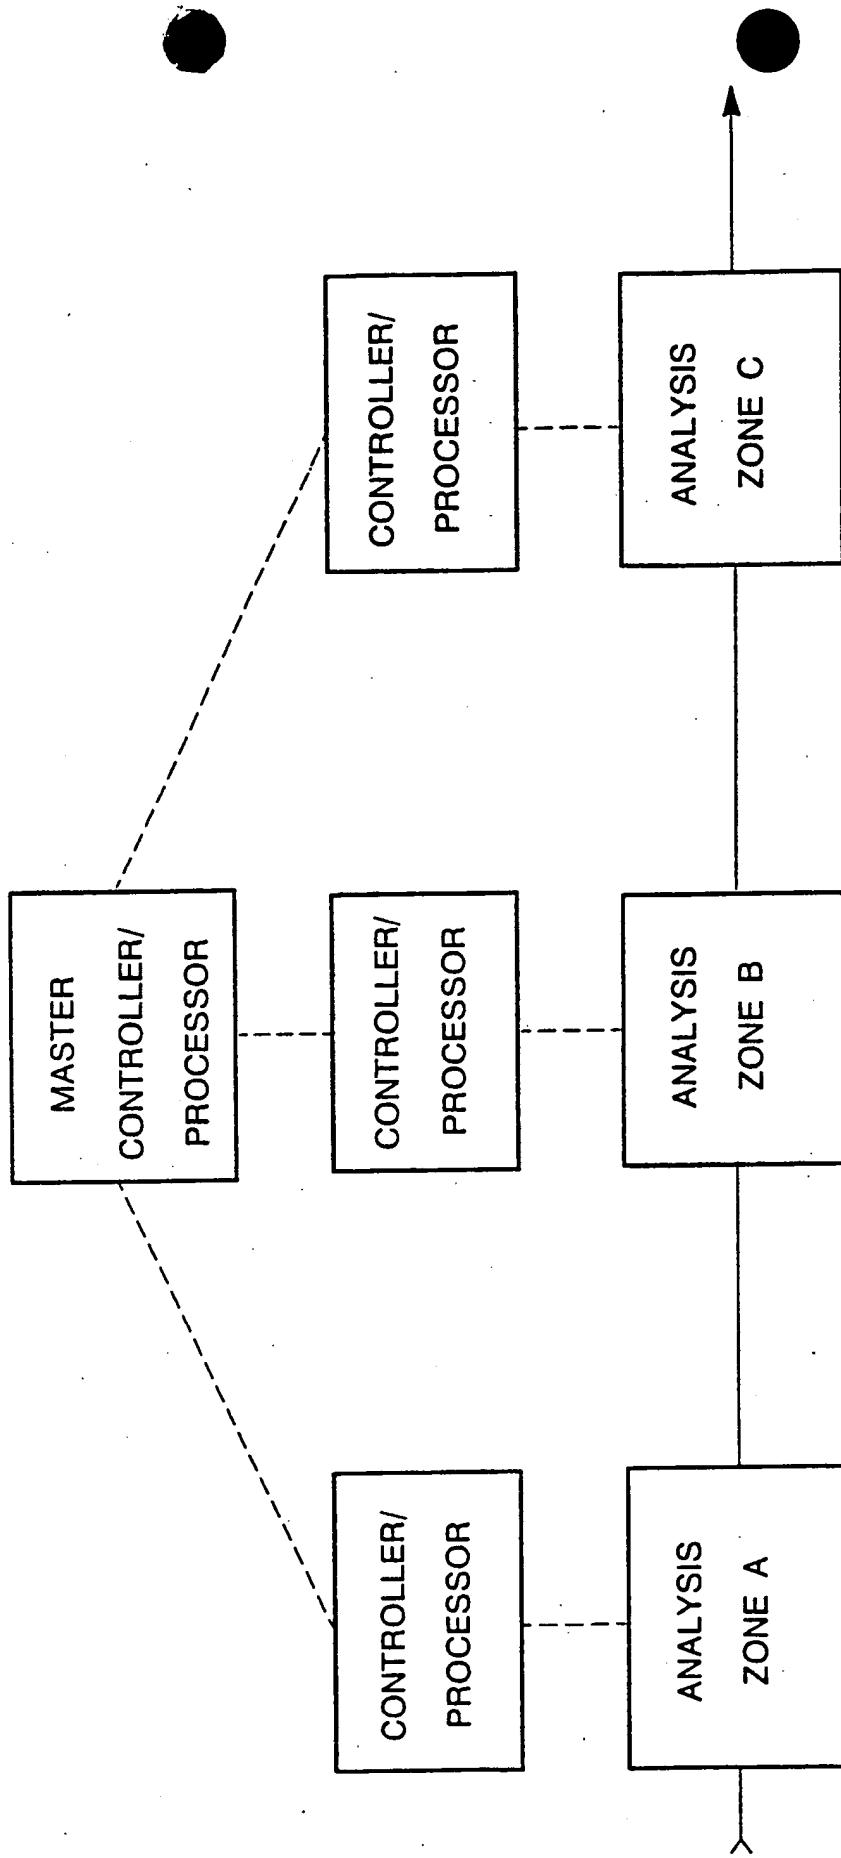 MASTER
CONTROLLER/
PROCESSOR
CONTROLLER/
PROCESSOR
CONTROLLER/
PROCESSOR
CONTROLLER/
PROCESSOR
ANALYSIS
ZONE A
ANALYSIS
ZONE B
ANALYSIS
ZONE C